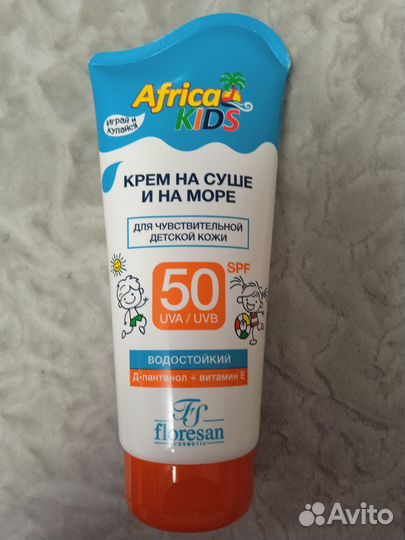 Africa
KIDS
Играй и
купайся
КРЕМ НА СУШЕ
И НА МОРЕ
ДЛЯ ЧУВСТВИТЕЛЬНОЙ
ДЕТСКОЙ КОЖИ
50 SPF
UVA / UVB
ВОДОСТОЙКИЙ
Д-пантенол + витамин Е
FS
floresan
COSMETIC
Avito